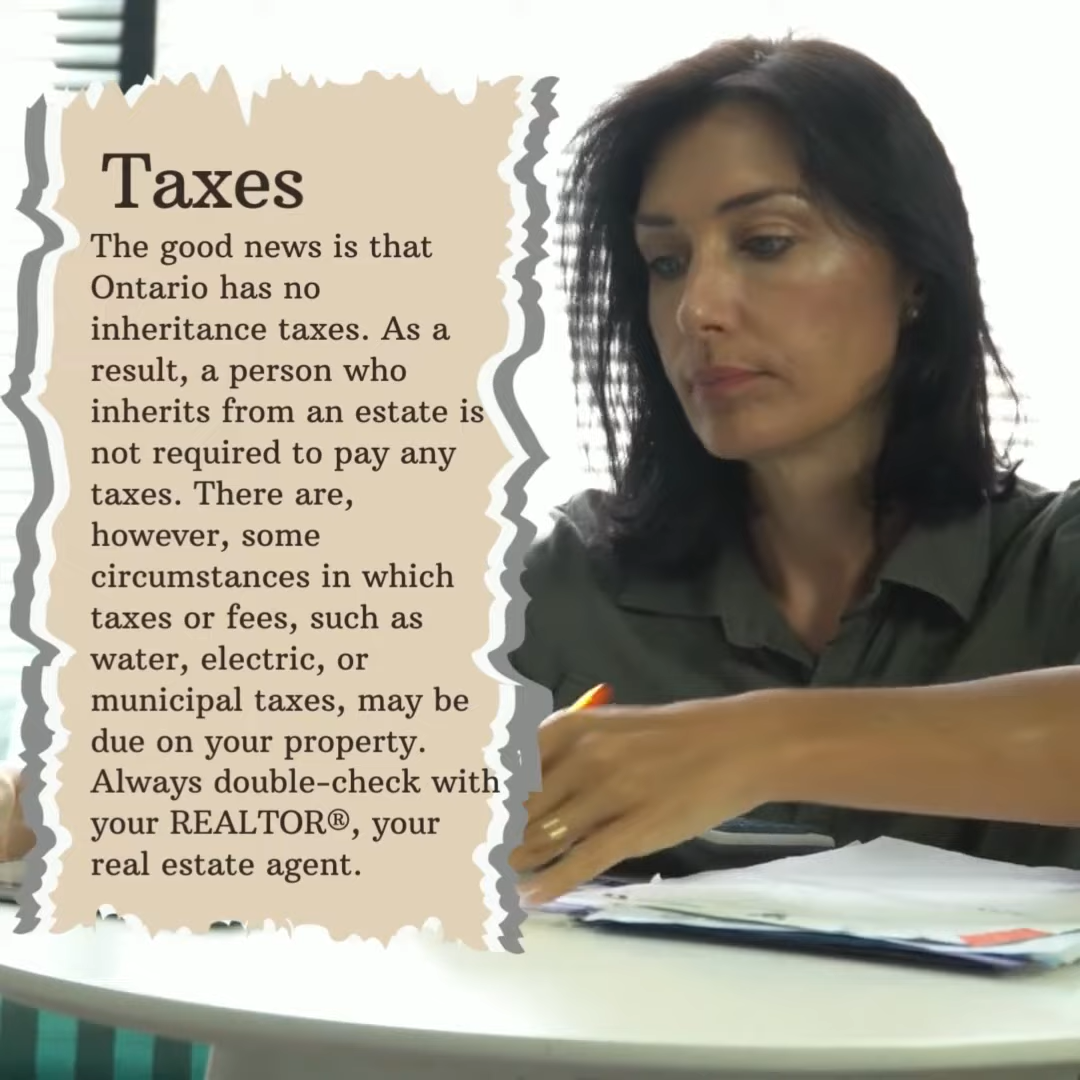 Taxes
The good news is that
Ontario has no
inheritance taxes. As a
result, a person who
inherits from an estate is
not required to pay any
taxes. There are,
however, some
circumstances in which
taxes or fees, such as
water, electric, or
municipal taxes, may be
due on your property.
Always double-check with
your REALTOR®, your
real estate agent.